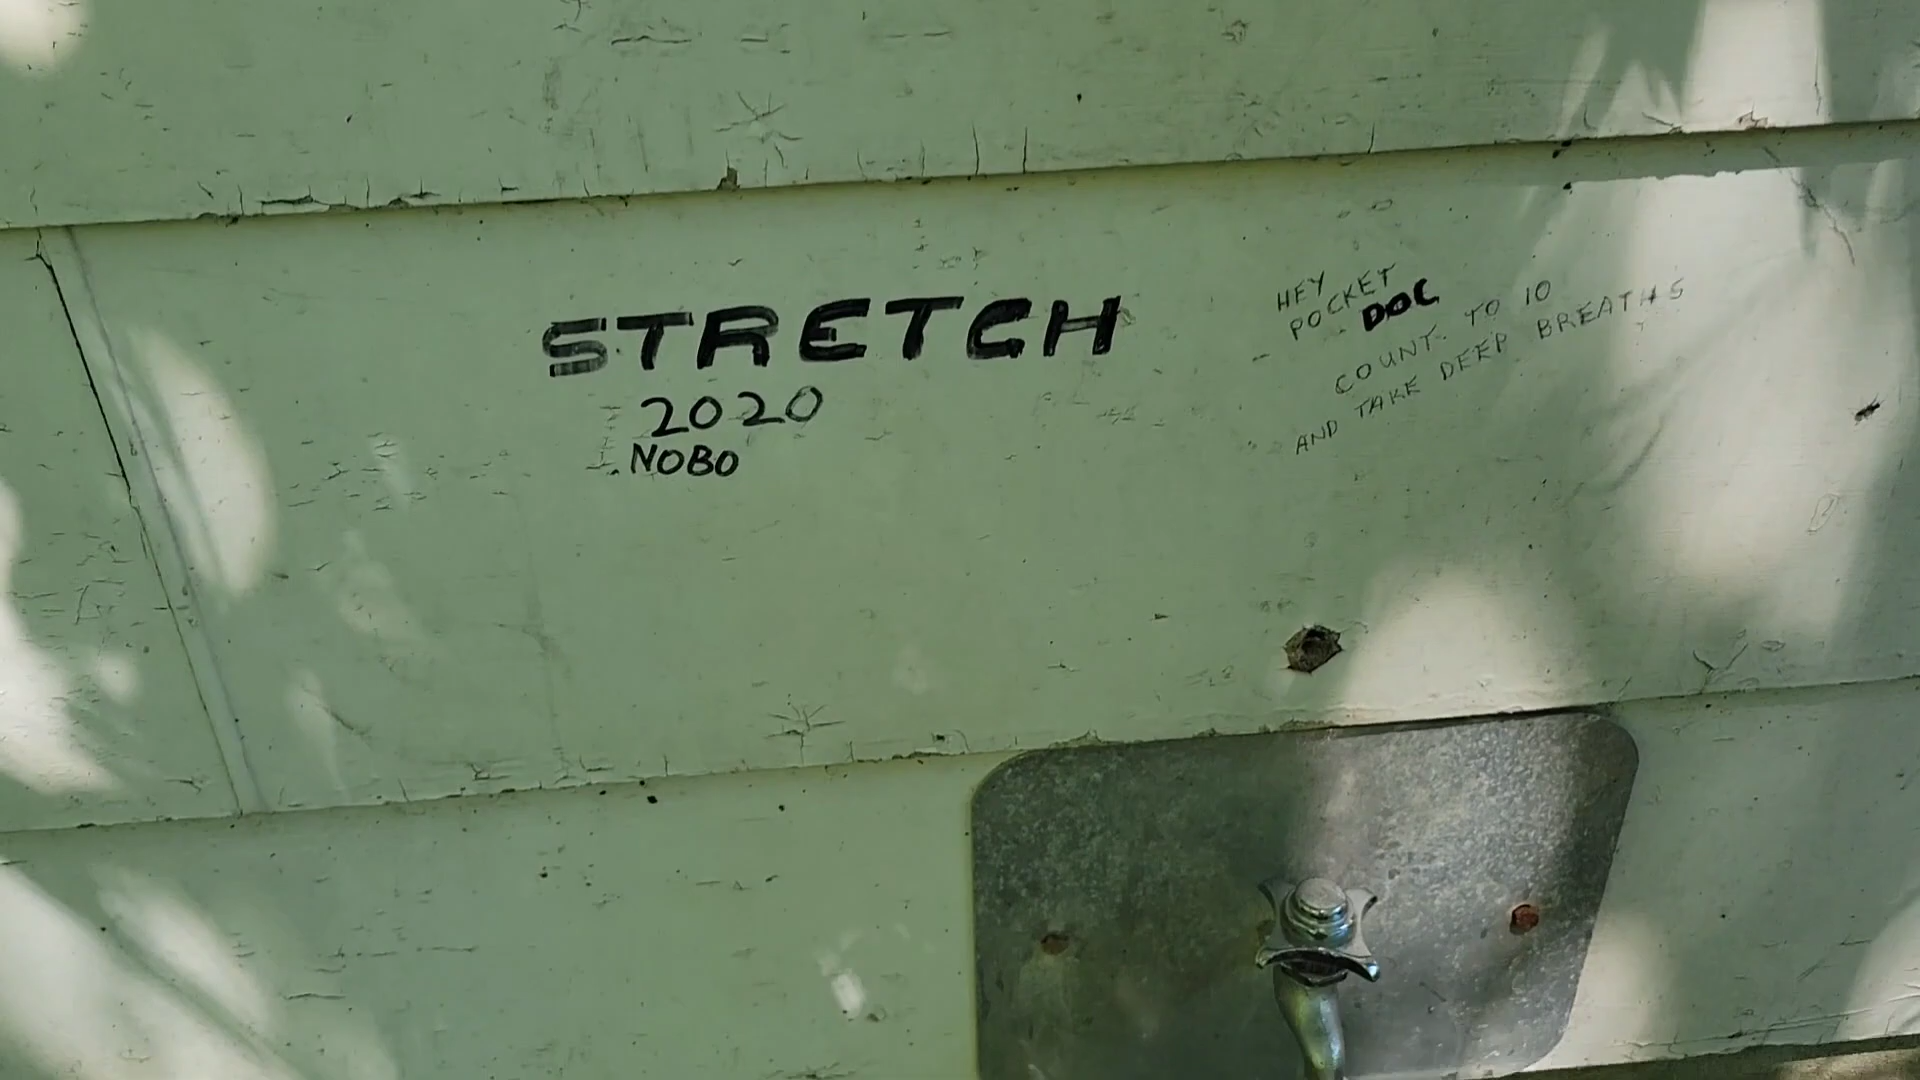 STRETCH
2020
NOBO
HEY
POCKET
DOC
COUNT TO 10
AND TAKE DEEP BREATHS